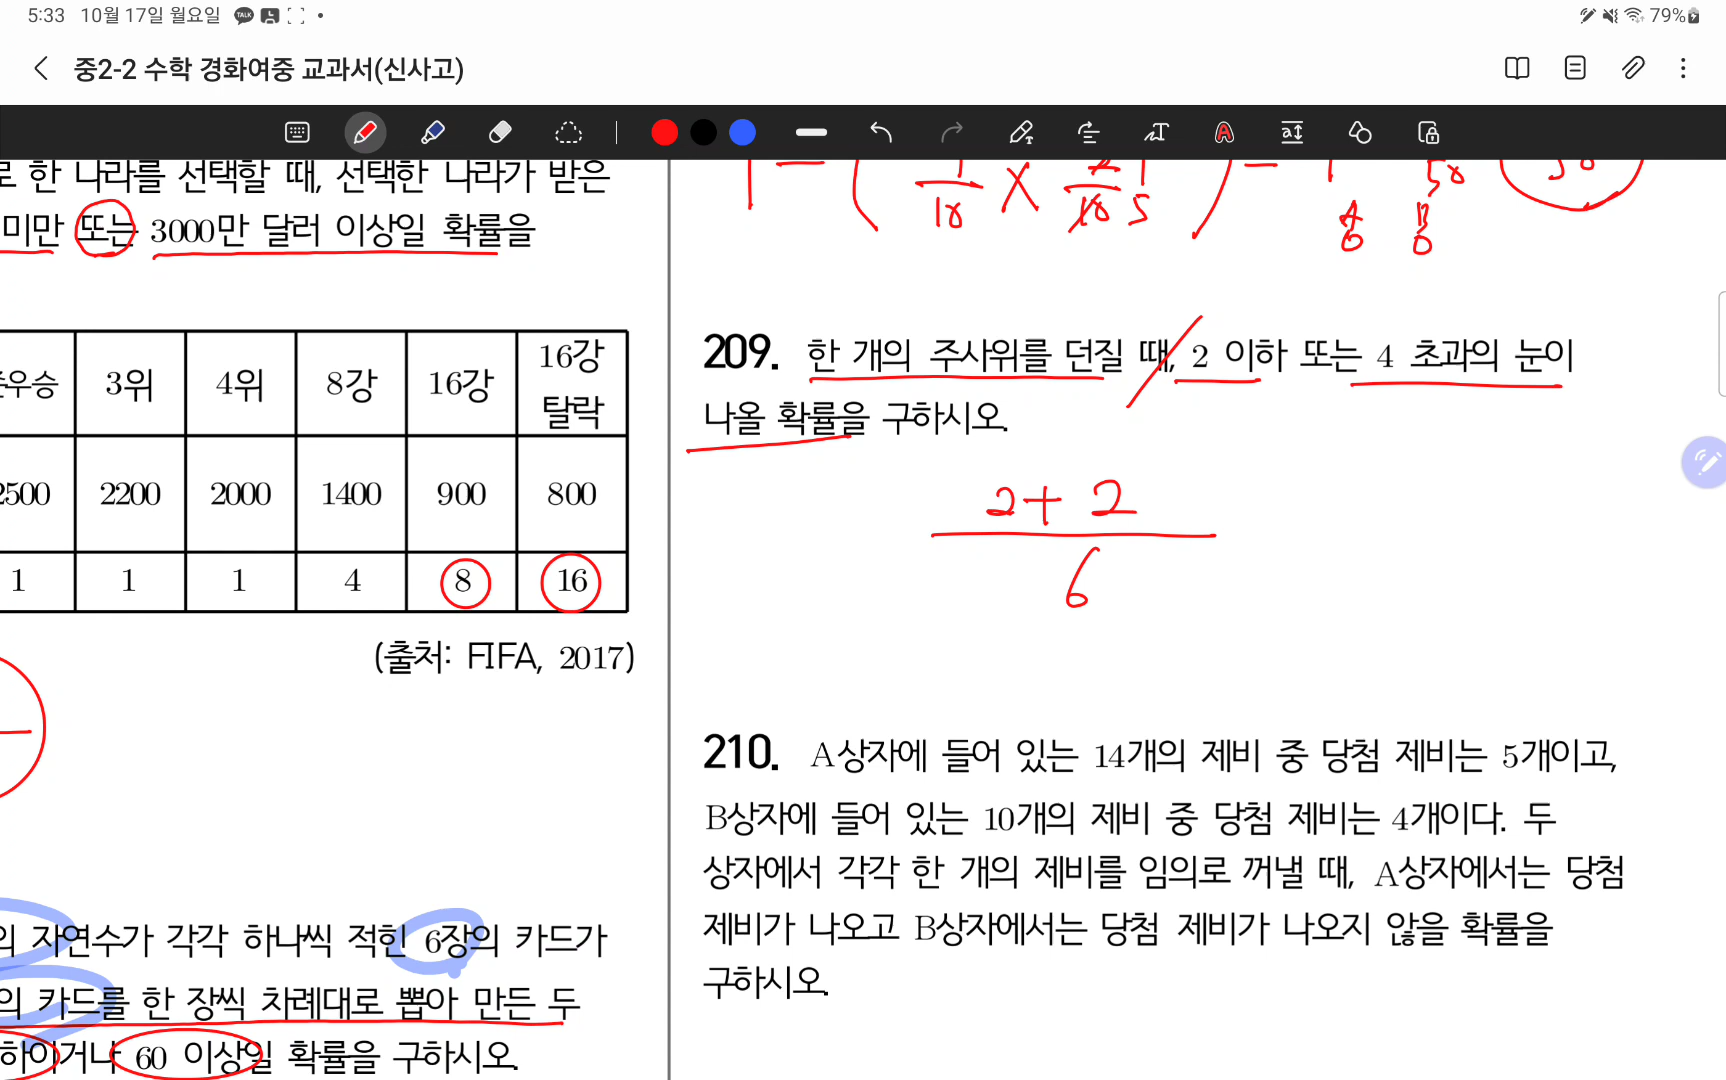 5:33 10월 17일 월요일 TALK 79%
중2-2 수학 경화여중 교과서(신사고)
로 한 나라를 선택할 때, 선택한 나라가 받은
미만 또는 3000만 달러 이상일 확률을
준우승 3위 4위 8강 16강 16강 탈락
2500 2200 2000 1400 900 800
1 1 1 4 8 16
(출처: FIFA, 2017)
의 자연수가 각각 하나씩 적힌 6장의 카드가
의 카드를 한 장씩 차례대로 뽑아 만든 두
하이거나 60 이상일 확률을 구하시오.
209. 한 개의 주사위를 던질 때, 2 이하 또는 4 초과의 눈이
나올 확률을 구하시오.
2 + 2
6
210. A상자에 들어 있는 14개의 제비 중 당첨 제비는 5개이고,
B상자에 들어 있는 10개의 제비 중 당첨 제비는 4개이다. 두
상자에서 각각 한 개의 제비를 임의로 꺼낼 때, A상자에서는 당첨
제비가 나오고 B상자에서는 당첨 제비가 나오지 않을 확률을
구하시오.